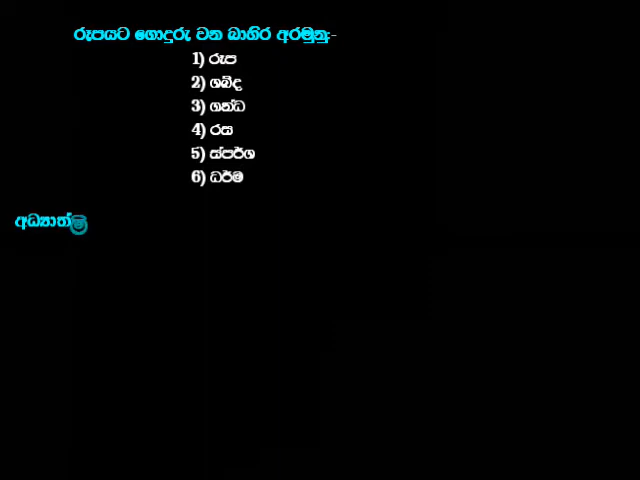 රූපයට ගොදුරු වන බාහිර අරමුනු:-
1) රූප
2) ශබ්ද
3) ගන්ධ
4) රස
5) ස්පර්ශ
6) ධර්ම
අධ්‍යාත්මි